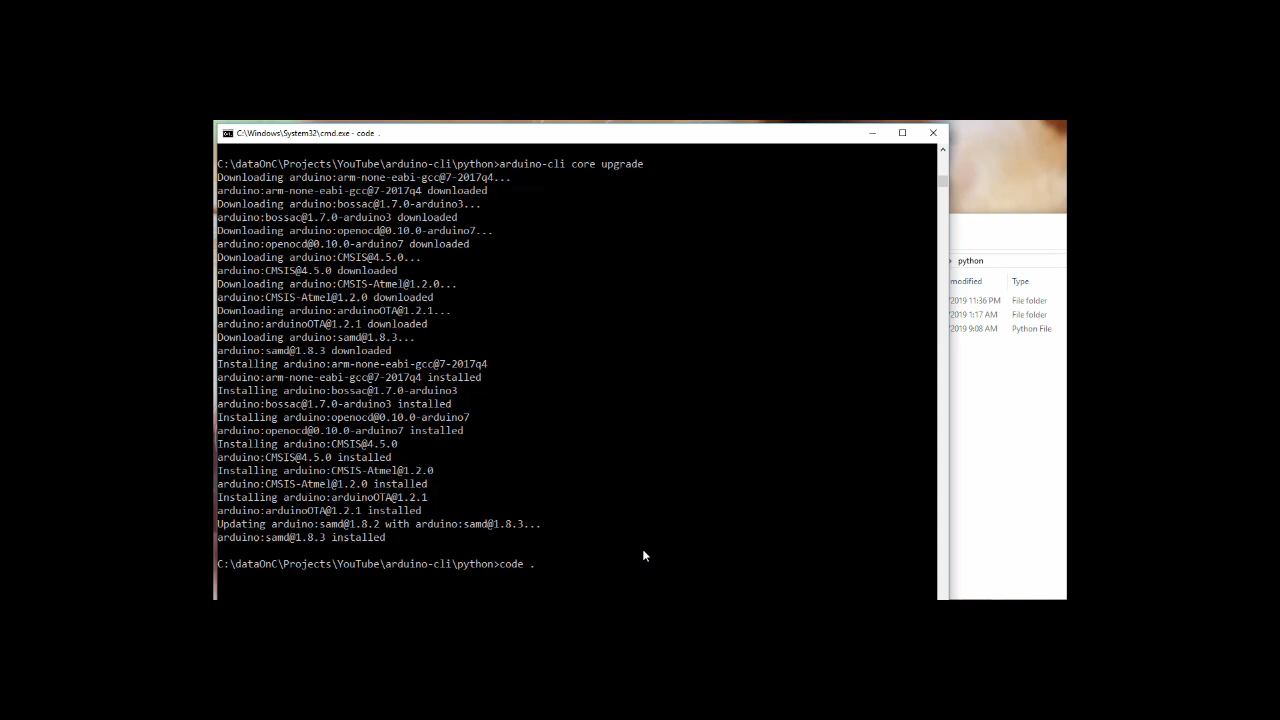 C:\Windows\System32\cmd.exe - code .
C:\dataOnC\Projects\YouTube\arduino-cli\python>arduino-cli core upgrade
Downloading arduino:arm-none-eabi-gcc@7-2017q4...
arduino:arm-none-eabi-gcc@7-2017q4 downloaded
Downloading arduino:bossac@1.7.0-arduino3...
arduino:bossac@1.7.0-arduino3 downloaded
Downloading arduino:openocd@0.10.0-arduino7...
arduino:openocd@0.10.0-arduino7 downloaded
Downloading arduino:CMSIS@4.5.0...
arduino:CMSIS@4.5.0 downloaded
Downloading arduino:CMSIS-Atmel@1.2.0...
arduino:CMSIS-Atmel@1.2.0 downloaded
Downloading arduino:arduinoOTA@1.2.1...
arduino:arduinoOTA@1.2.1 downloaded
Downloading arduino:samd@1.8.3...
arduino:samd@1.8.3 downloaded
Installing arduino:arm-none-eabi-gcc@7-2017q4
arduino:arm-none-eabi-gcc@7-2017q4 installed
Installing arduino:bossac@1.7.0-arduino3
arduino:bossac@1.7.0-arduino3 installed
Installing arduino:openocd@0.10.0-arduino7
arduino:openocd@0.10.0-arduino7 installed
Installing arduino:CMSIS@4.5.0
arduino:CMSIS@4.5.0 installed
Installing arduino:CMSIS-Atmel@1.2.0
arduino:CMSIS-Atmel@1.2.0 installed
Installing arduino:arduinoOTA@1.2.1
arduino:arduinoOTA@1.2.1 installed
Updating arduino:samd@1.8.2 with arduino:samd@1.8.3...
arduino:samd@1.8.3 installed
C:\dataOnC\Projects\YouTube\arduino-cli\python>code .
python
modified Type
/2019 11:36 PM File folder
/2019 1:17 AM File folder
/2019 9:08 AM Python File